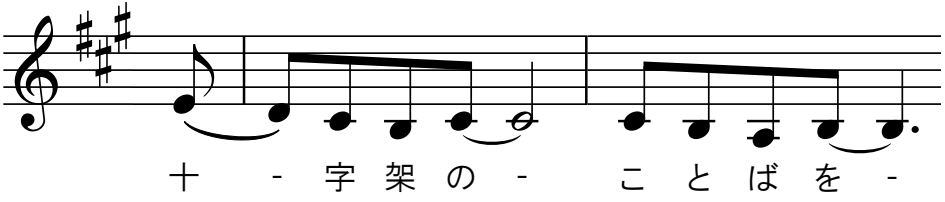 十 - 字 架 の - こ と ば を -